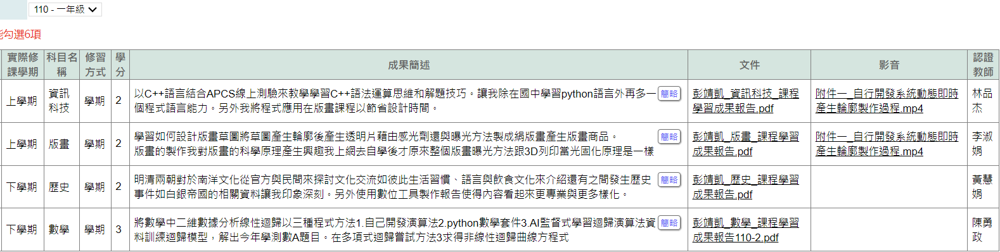 110 - 一年級
能勾選6項
實際修課學期 科目名稱 修習方式 學分 成果簡述 文件 影音 認證教師
上學期 資訊科技 學期 2
以C++語言結合APCS線上測驗來教學學習C++語法運算思維和解題技巧。讓我除在國中學習python語言外再多一
個程式語言能力。另外我將程式應用在版畫課程以節省設計時間。
簡略
彭靖凱_資訊科技_課程
學習成果報告.pdf
附件一_自行開發系統動態即時
產生輪廓製作過程.mp4
林品
杰
上學期 版畫 學期 2
學習如何設計版畫草圖將草圖產生輪廓後產生透明片藉由感光劑還與曝光方法製成絹版畫產生版畫商品。
版畫的製作我對版畫的科學原理產生興趣我上網去自學後才原來整個版畫曝光方法跟3D列印當光固化原理是一樣
簡略
彭靖凱_版畫_課程學習
成果報告.pdf
附件一_自行開發系統動態即時
產生輪廓製作過程.mp4
李淑
娟
下學期 歷史 學期 2
明清兩朝對於南洋文化從官方與民間來探討文化交流如彼此生活習慣、語言與飲食文化來介紹還有之間發生歷史
事件如白銀帝國的相關資料讓我印象深刻。另外使用數位工具製作報告使得內容看起來更專業與更多樣化。
簡略
彭靖凱_歷史_課程學習
成果報告.pdf
黃慧
娟
下學期 數學 學期 3
將數學中二維數據分析線性迴歸以三種程式方法1.自己開發演算法2.python數學套件3.AI監督式學習迴歸演算法資
料訓練迴歸模型，解出今年學測數A題目。在多項式迴歸嘗試方法3求得非線性迴歸曲線方程式
簡略
彭靖凱_數學_課程學習
成果報告110-2.pdf
陳勇
政